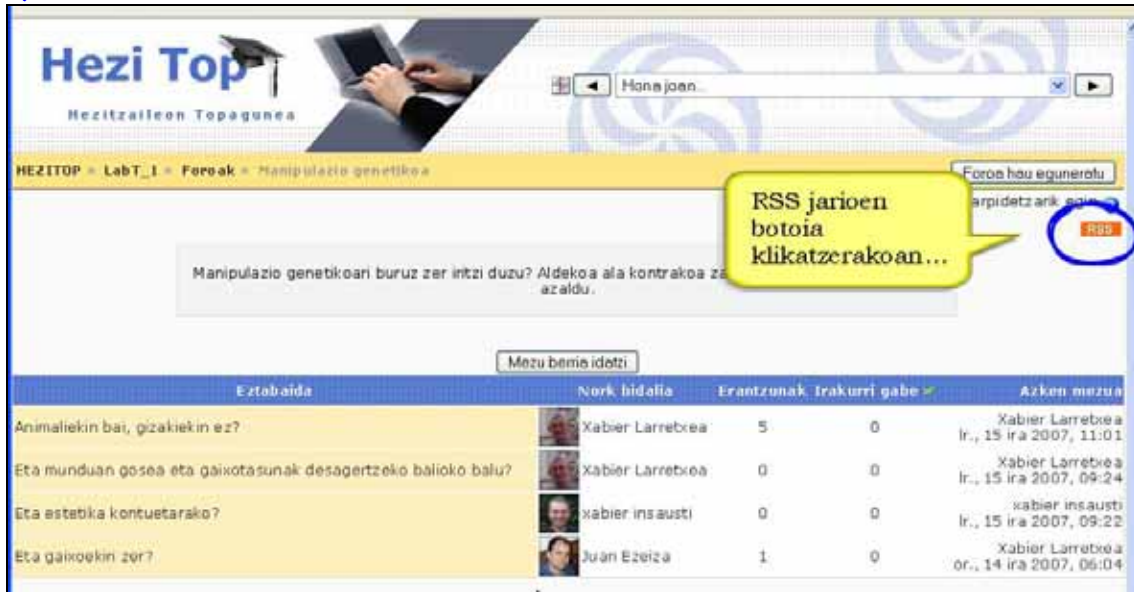 Hezi Top
Hezitzaileon Topagunea
Hona joan...
HEZITOP » LabT_1 » Foroak » Manipulazio genetikoa
Foroa hau eguneratu
arpidetzarik egin
RSS
RSS jarioen
botoia
klikatzerakoan...
Manipulazio genetikoari buruz zer iritzi duzu? Aldekoa ala kontrakoa
azaldu.
Mezu berria idatzi
Eztabaida Nork bidalia Erantzunak Irakurri gabe Azken mezua
Animaliekin bai, gizakiekin ez? Xabier Larretxea 5 0 Xabier Larretxea
lr., 15 ira 2007, 11:01
Eta munduan gosea eta gaixotasunak desagertzeko balioko balu? Xabier Larretxea 0 0 Xabier Larretxea
lr., 15 ira 2007, 09:24
Eta estetika kontuetarako? xabier insausti 0 0 xabier insausti
lr., 15 ira 2007, 09:22
Eta gaixoekin zer? Juan Ezeiza 1 0 Xabier Larretxea
or., 14 ira 2007, 06:04